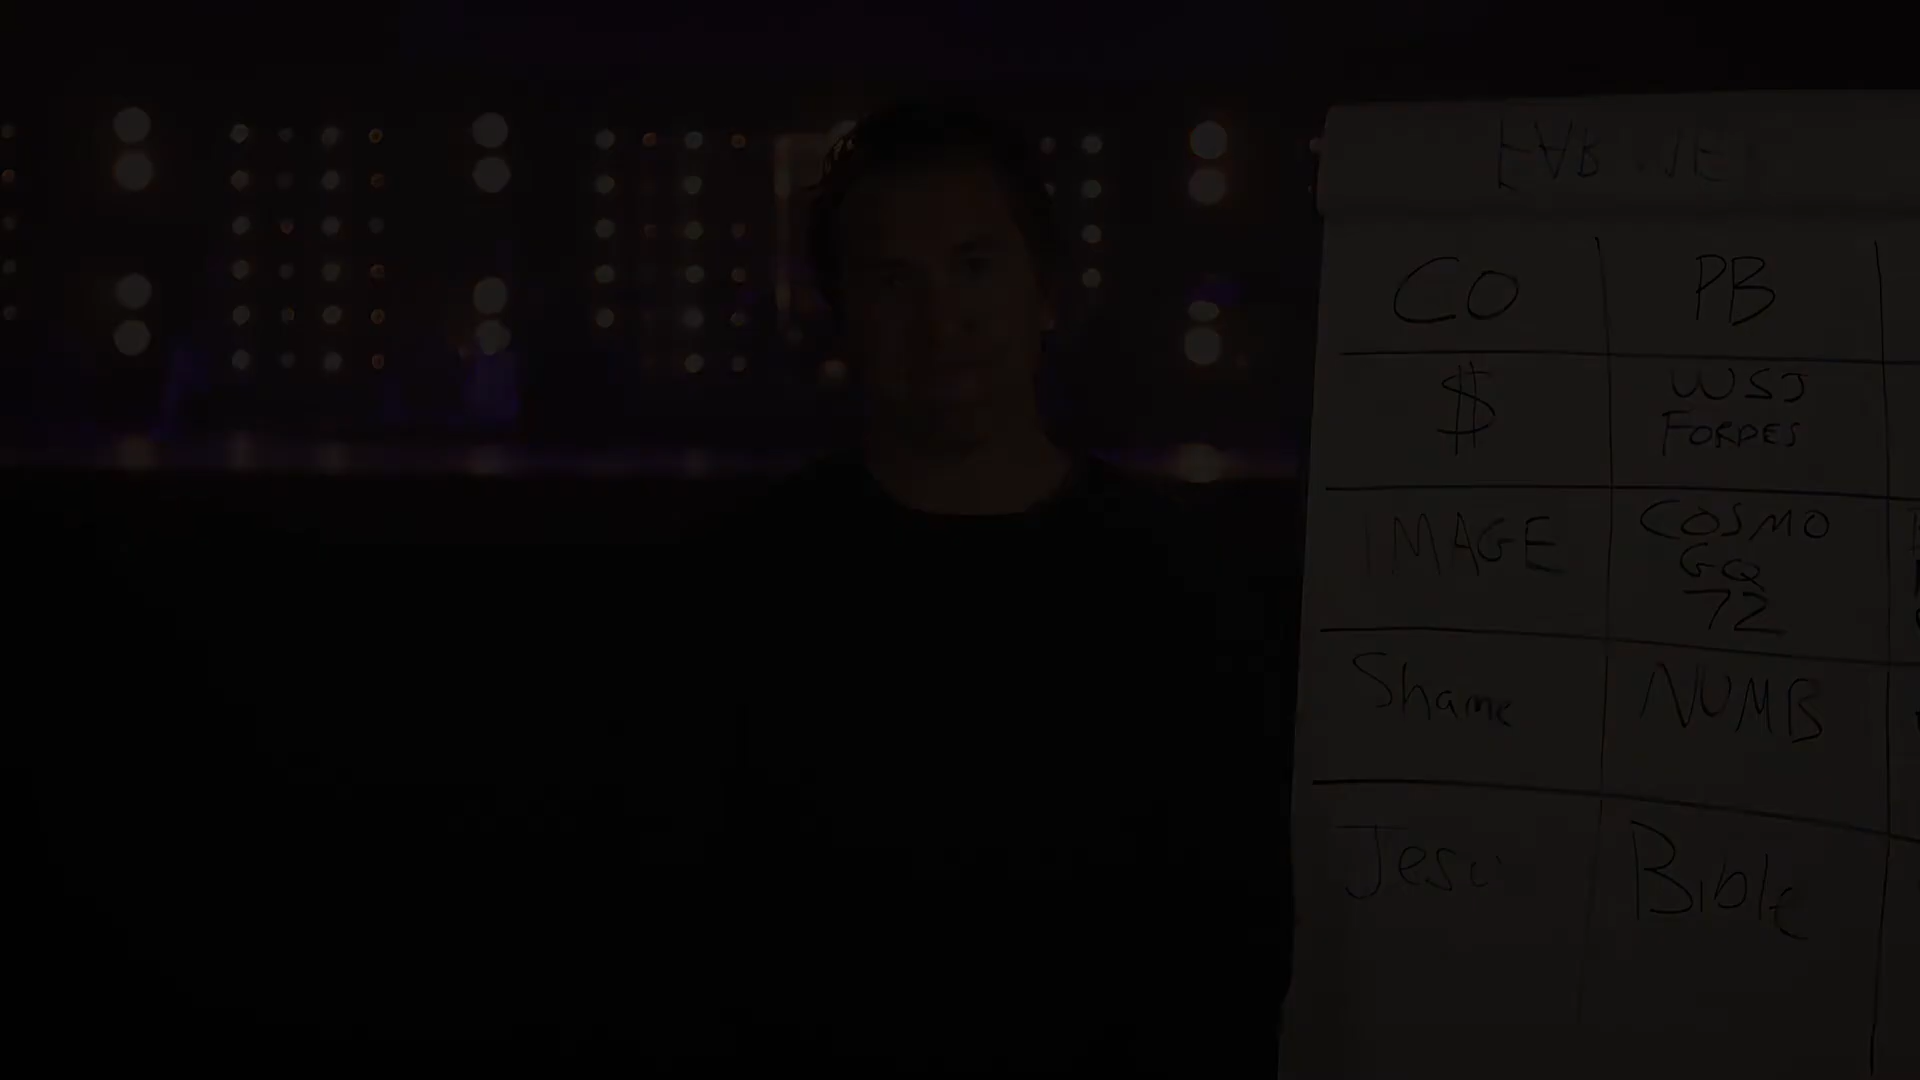 CO
PB
$
WSJ
FORBES
IMAGE
COSMO
GQ
72
Shame
NUMB
Bible